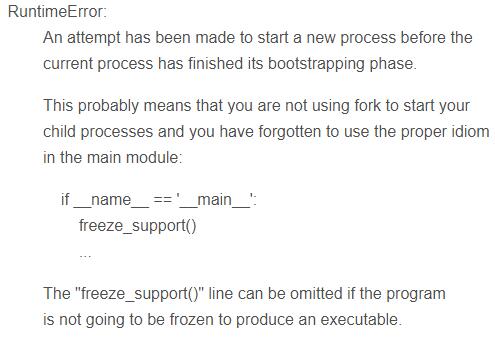 RuntimeError:
An attempt has been made to start a new process before the
current process has finished its bootstrapping phase.
This probably means that you are not using fork to start your
child processes and you have forgotten to use the proper idiom
in the main module:
if __name__ == '__main__':
freeze_support()
...
The "freeze_support()" line can be omitted if the program
is not going to be frozen to produce an executable.